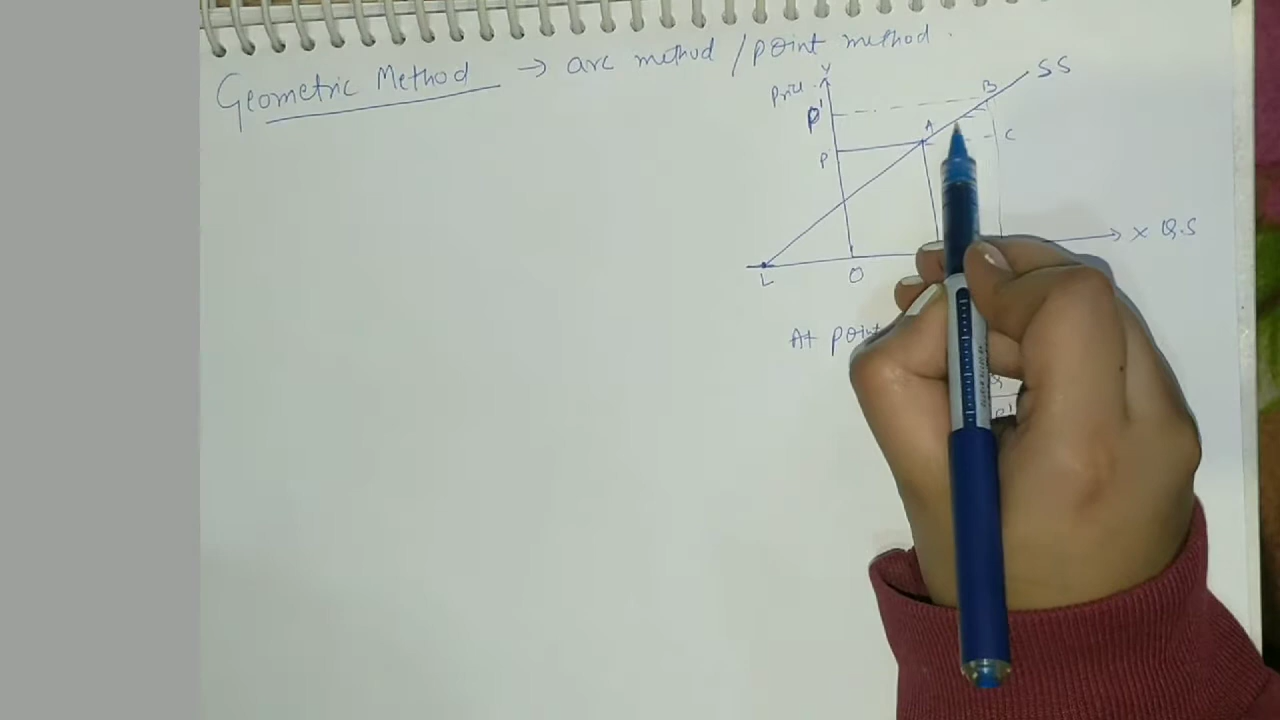 Geometric Method → arc method / point method.
Y
Price
SS
B
P'
A
C
P
X Q.S
L O
At point